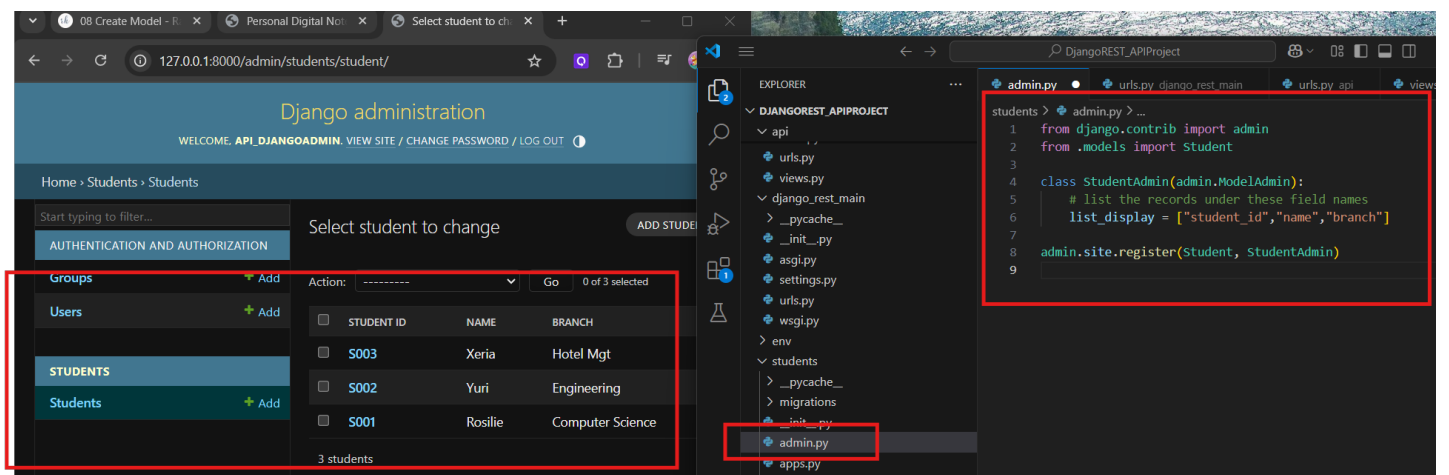 08 Create Model - R
Personal Digital Not
Select student to ch
127.0.0.1:8000/admin/students/student/
Django administration
WELCOME, API_DJANGOADMIN. VIEW SITE / CHANGE PASSWORD / LOG OUT
Home › Students › Students
Start typing to filter...
AUTHENTICATION AND AUTHORIZATION
Groups + Add
Users + Add
STUDENTS
Students + Add
Select student to change
ADD STUDE
Action: --------- Go 0 of 3 selected
STUDENT ID NAME BRANCH
S003 Xeria Hotel Mgt
S002 Yuri Engineering
S001 Rosilie Computer Science
3 students
DjangoREST_APIProject
EXPLORER ...
2
1
DJANGOREST_APIPROJECT
api
urls.py
views.py
django_rest_main
__pycache__
__init__.py
asgi.py
settings.py
urls.py
wsgi.py
env
students
__pycache__
migrations
__init__.py
admin.py
apps.py
admin.py
urls.py django_rest_main
urls.py api
views
students > admin.py > ...
1 from django.contrib import admin
2 from .models import Student
3
4 class StudentAdmin(admin.ModelAdmin):
5 # list the records under these field names
6 list_display = ["student_id","name","branch"]
7
8 admin.site.register(Student, StudentAdmin)
9